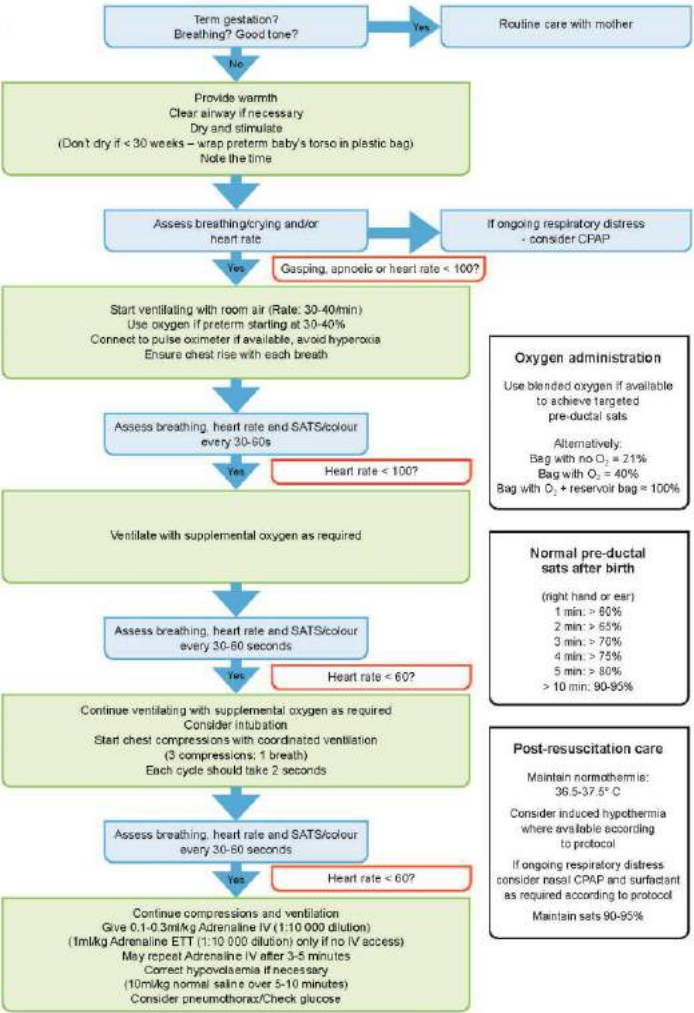 Term gestation?
Breathing? Good tone?
Yes
Routine care with mother
No
Provide warmth
Clear airway if necessary
Dry and stimulate
(Don't dry if < 30 weeks – wrap preterm baby's torso in plastic bag)
Note the time
Assess breathing/crying and/or
heart rate
If ongoing respiratory distress
- consider CPAP
Yes
Gasping, apnoeic or heart rate < 100?
Start ventilating with room air (Rate: 30-40/min)
Use oxygen if preterm starting at 30-40%
Connect to pulse oximeter if available, avoid hyperoxia
Ensure chest rise with each breath
Assess breathing, heart rate and SATS/colour
every 30-60s
Yes
Heart rate < 100?
Ventilate with supplemental oxygen as required
Assess breathing, heart rate and SATS/colour
every 30-60 seconds
Yes
Heart rate < 60?
Continue ventilating with supplemental oxygen as required
Consider intubation
Start chest compressions with coordinated ventilation
(3 compressions: 1 breath)
Each cycle should take 2 seconds
Assess breathing, heart rate and SATS/colour
every 30-60 seconds
Yes
Heart rate < 60?
Continue compressions and ventilation
Give 0.1-0.3ml/kg Adrenaline IV (1:10 000 dilution)
(1ml/kg Adrenaline ETT (1:10 000 dilution) only if no IV access)
May repeat Adrenaline IV after 3-5 minutes
Correct hypovolaemia if necessary
(10ml/kg normal saline over 5-10 minutes)
Consider pneumothorax/Check glucose
Oxygen administration
Use blended oxygen if available
to achieve targeted
pre-ductal sats
Alternatively:
Bag with no O₂ = 21%
Bag with O₂ = 40%
Bag with O₂ + reservoir bag = 100%
Normal pre-ductal
sats after birth
(right hand or ear)
1 min: > 60%
2 min: > 65%
3 min: > 70%
4 min: > 75%
5 min: > 80%
> 10 min: 90-95%
Post-resuscitation care
Maintain normothermia:
36.5-37.5° C
Consider induced hypothermia
where available according
to protocol
If ongoing respiratory distress
consider nasal CPAP and surfactant
as required according to protocol
Maintain sats 90-95%